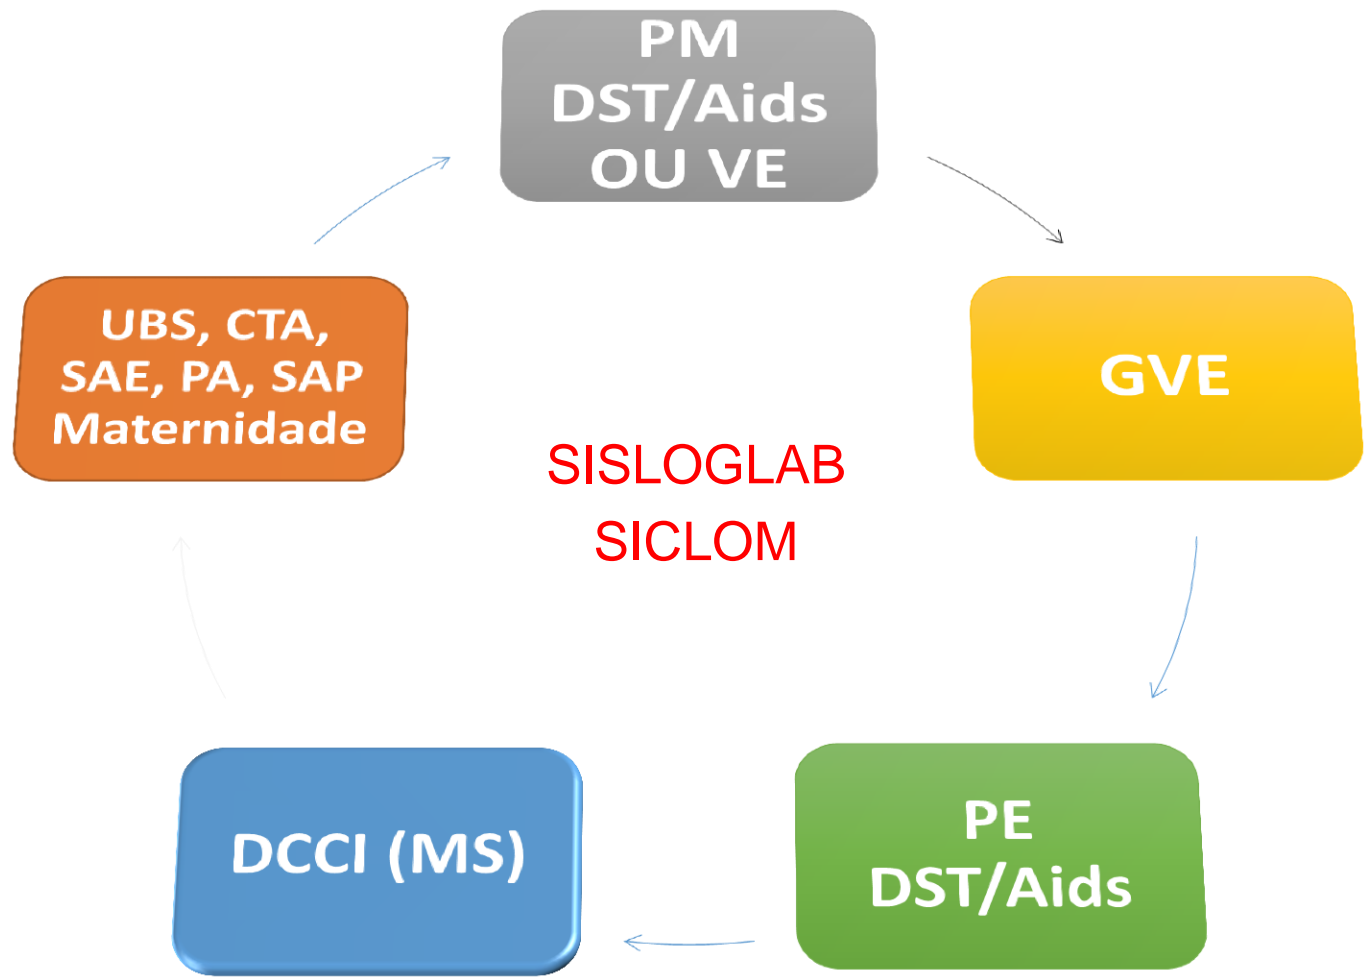 PM
DST/Aids
OU VE
GVE
PE
DST/Aids
DCCI (MS)
UBS, CTA,
SAE, PA, SAP
Maternidade
SISLOGLAB
SICLOM